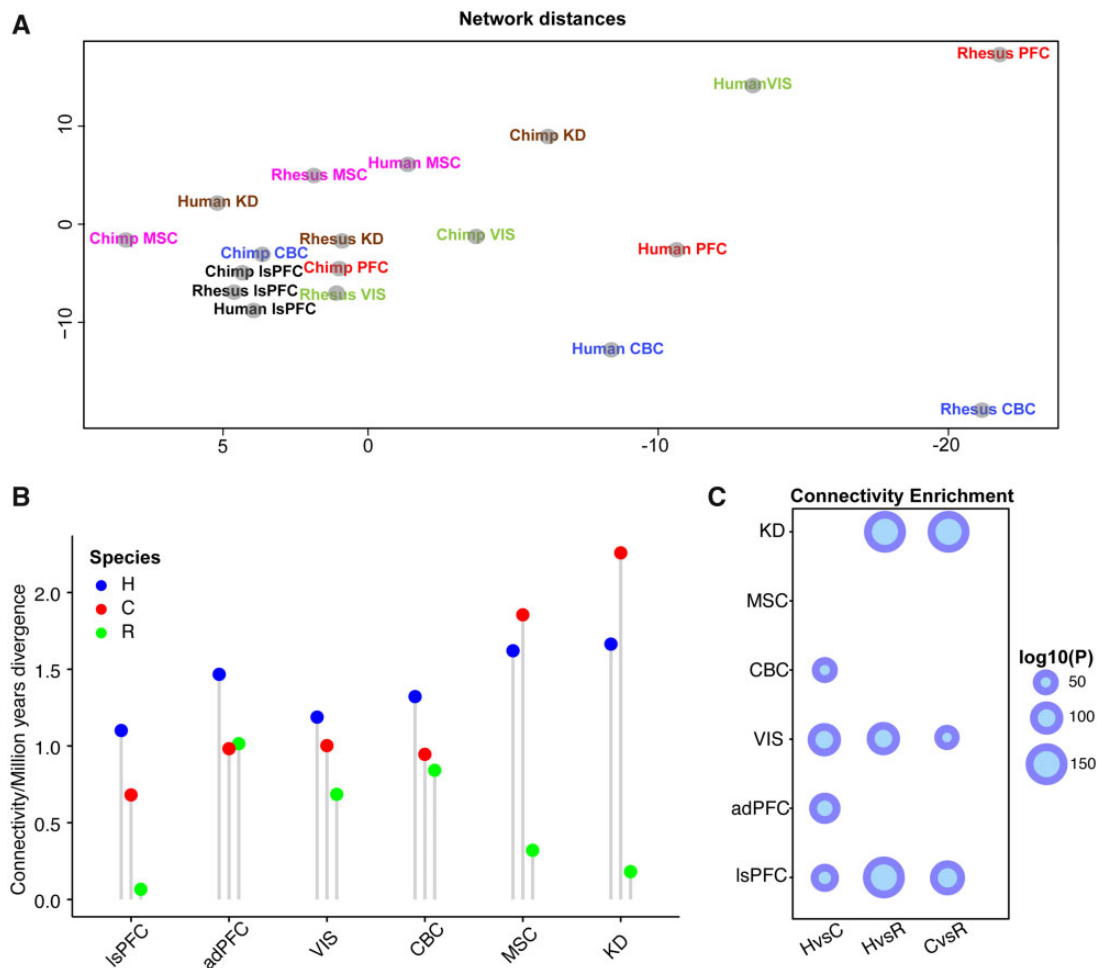 A
Network distances
Rhesus PFC
HumanVIS
Chimp KD
Human MSC
Rhesus MSC
Human KD
Chimp MSC
Rhesus KD
Chimp VIS
Human PFC
Chimp CBC
Chimp lsPFC
Chimp PFC
Rhesus lsPFC
Rhesus VIS
Human lsPFC
Human CBC
Rhesus CBC
10
0
-10
5
0
-10
-20
B
Species
H
C
R
Connectivity/Million years divergence
2.0
1.5
1.0
0.5
0.0
lsPFC
adPFC
VIS
CBC
MSC
KD
C
Connectivity Enrichment
KD
MSC
CBC
VIS
adPFC
lsPFC
HvsC
HvsR
CvsR
log10(P)
50
100
150